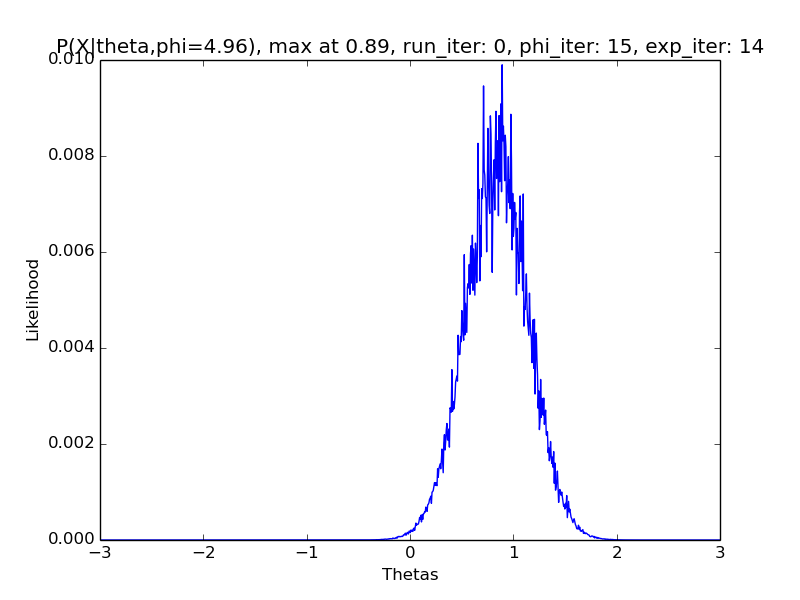 P(X|theta,phi=4.96), max at 0.89, run_iter: 0, phi_iter: 15, exp_iter: 14
0.010
0.008
0.006
0.004
0.002
0.000
Likelihood
−3 −2 −1 0 1 2 3
Thetas